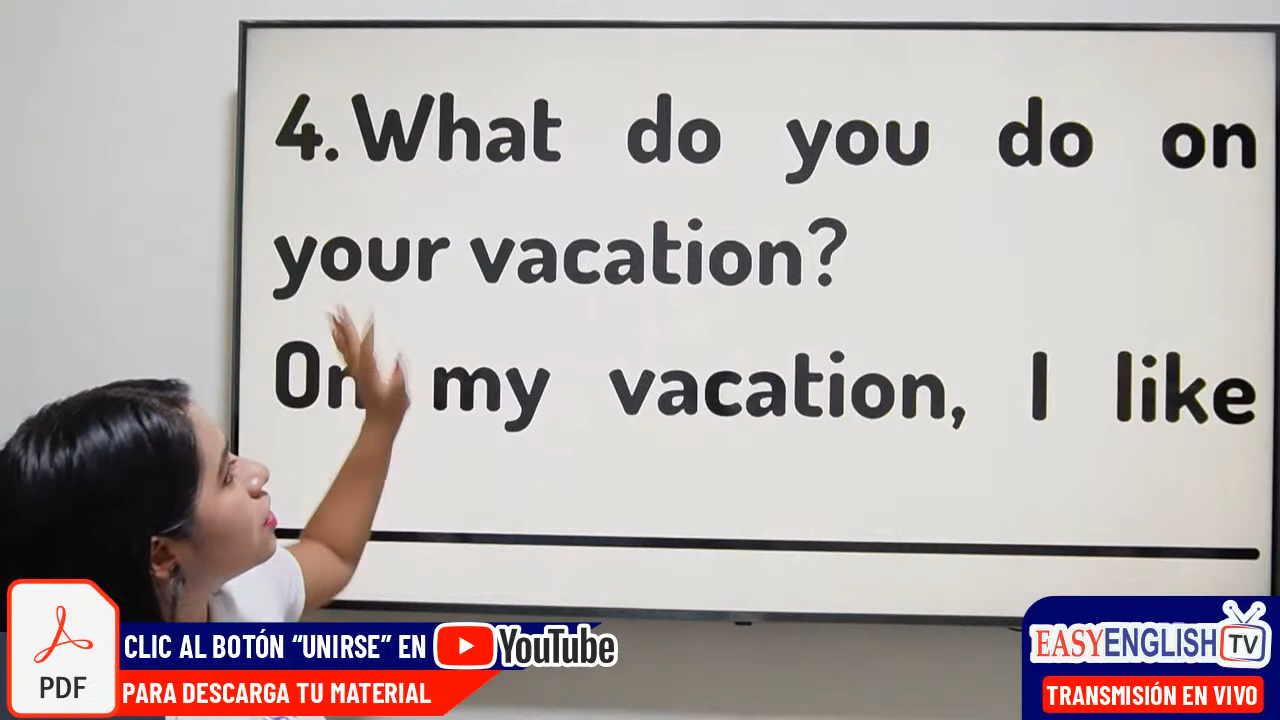 4. What do you do on
your vacation?
On my vacation, I like
PDF
CLIC AL BOTÓN “UNIRSE” EN YouTube
PARA DESCARGA TU MATERIAL
EASYENGLISH TV
TRANSMISIÓN EN VIVO